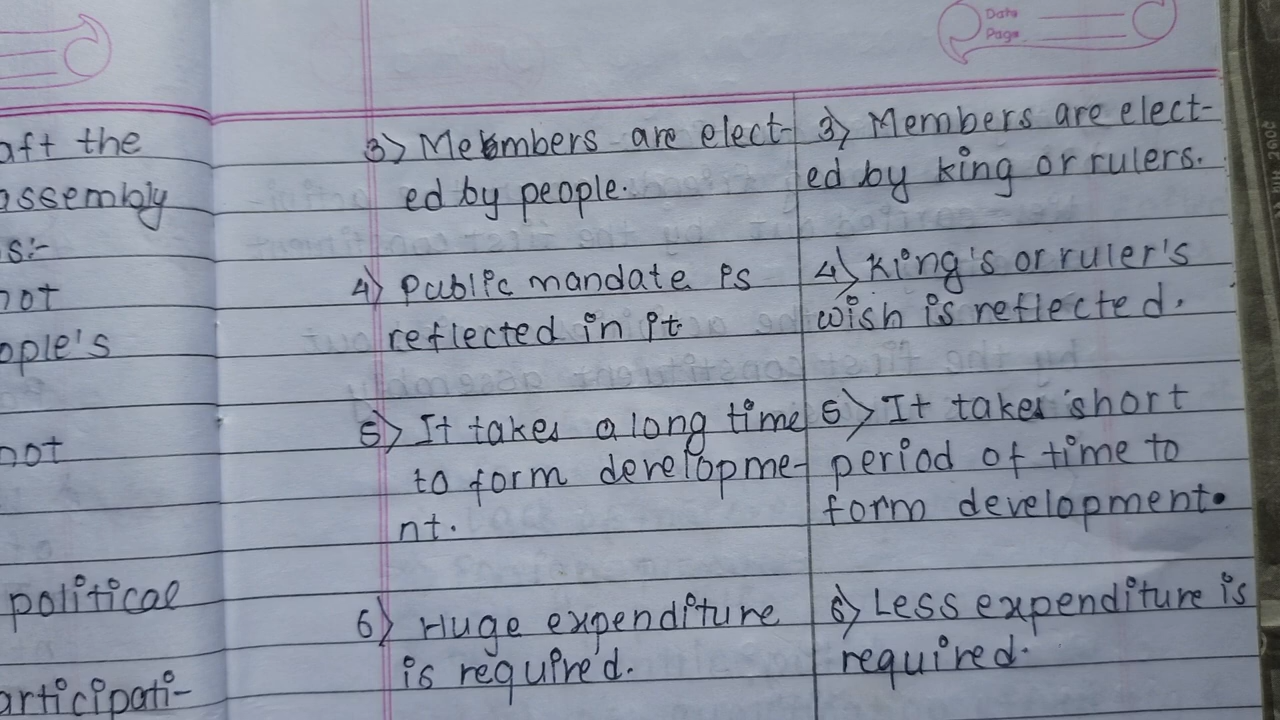 Date
Page
aft the
assembly
s:-
not
ople's
not
political
articipati-
3) Members are elect-
ed by people.
4) Public mandate is
reflected in it
5) It takes a long time
to form developme-
nt.
6) Huge expenditure
is required.
3) Members are elect-
ed by king or rulers.
4) King's or ruler's
wish is reflected.
5) It takes short
period of time to
form development.
6) Less expenditure is
required.